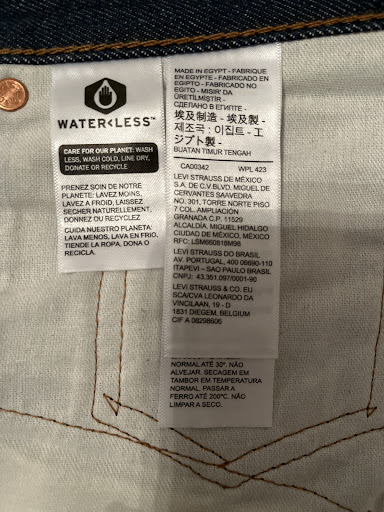 WATER<LESS™
CARE FOR OUR PLANET: WASH
LESS, WASH COLD, LINE DRY,
DONATE OR RECYCLE
PRENEZ SOIN DE NOTRE
PLANETE: LAVEZ MOINS,
LAVEZ A FROID, LAISSEZ
SECHER NATURELLEMENT,
DONNEZ OU RECYCLEZ
CUIDA NUESTRO PLANETA:
LAVA MENOS, LAVA EN FRIO,
TIENDE LA ROPA, DONA O
RECICLA.
MADE IN EGYPT - FABRIQUE
EN EGYPTE - FABRICADO EN
EGIPTO - FABRICADO NO
EGITO - MISIR' DA
ÜRETİLMİŞTİR -
СДЕЛАНО В ЕГИПТЕ -
埃及制造 - 埃及製 -
제조국 : 이집트 - エ
ジプト製 -
BUATAN TIMUR TENGAH
CA00342 WPL 423
LEVI STRAUSS DE MÉXICO
S.A. DE C.V.BLVD. MIGUEL DE
CERVANTES SAAVEDRA
NO. 301, TORRE NORTE PISO
7 COL. AMPLIACIÓN
GRANADA C.P. 11529
ALCALDÍA. MIGUEL HIDALGO
CIUDAD DE MÉXICO, MÉXICO
RFC: LSM660818M98
LEVI STRAUSS DO BRASIL
AV. PORTUGAL, 400 06690-110
ITAPEVI – SAO PAULO BRASIL
CNPJ: 43.351.097/0001-90
LEVI STRAUSS & CO. EU
SCA/CVA LEONARDO DA
VINCILAAN, 19 - D
1831 DIEGEM, BELGIUM
CIF A 08298606
NORMAL ATÉ 30º. NÃO
ALVEJAR. SECAGEM EM
TAMBOR EM TEMPERATURA
NORMAL. PASSAR A
FERRO ATÉ 200ºC. NÃO
LIMPAR A SECO.